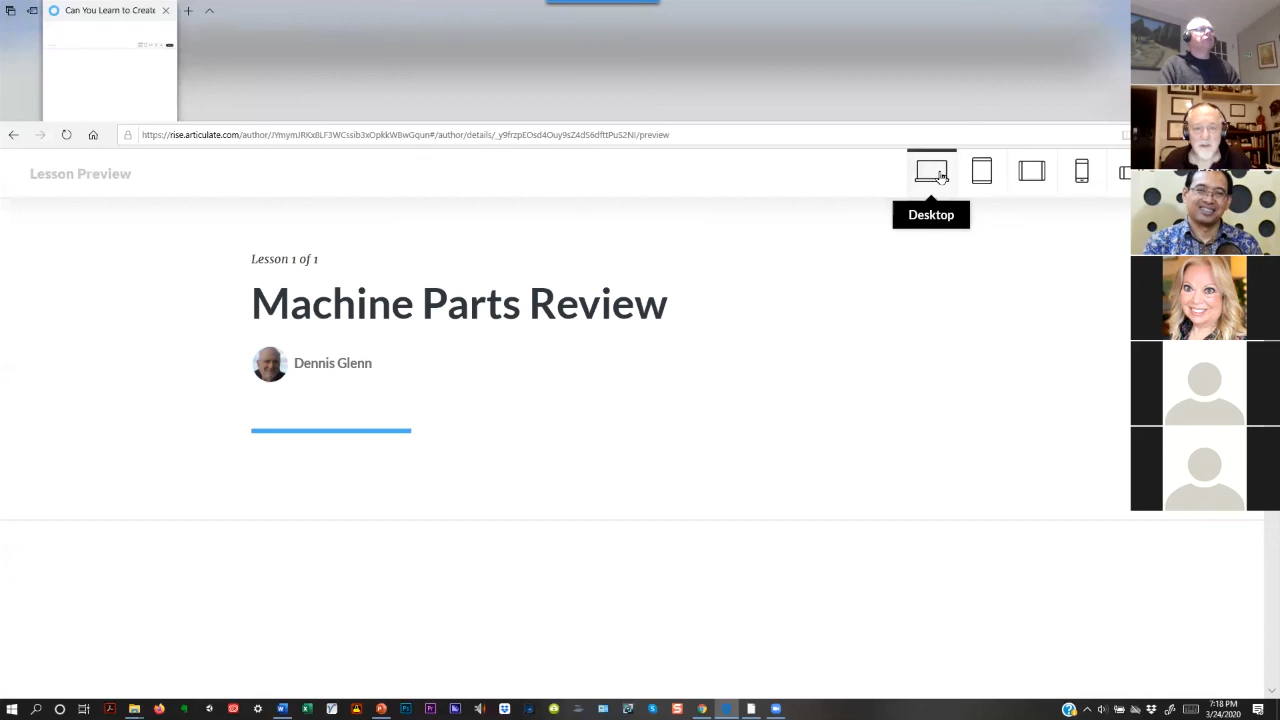 Can You Learn to Create
https://rise.articulate.com/author/JYmymJRKx8LF3WCssib3xOpkkWBwGqun#/author/details/_y9frzpEOsd4Ouy9sZ4dS6dfttPuS2NI/preview
Lesson Preview
Desktop
Lesson 1 of 1
Machine Parts Review
Dennis Glenn
7:18 PM
3/24/2020